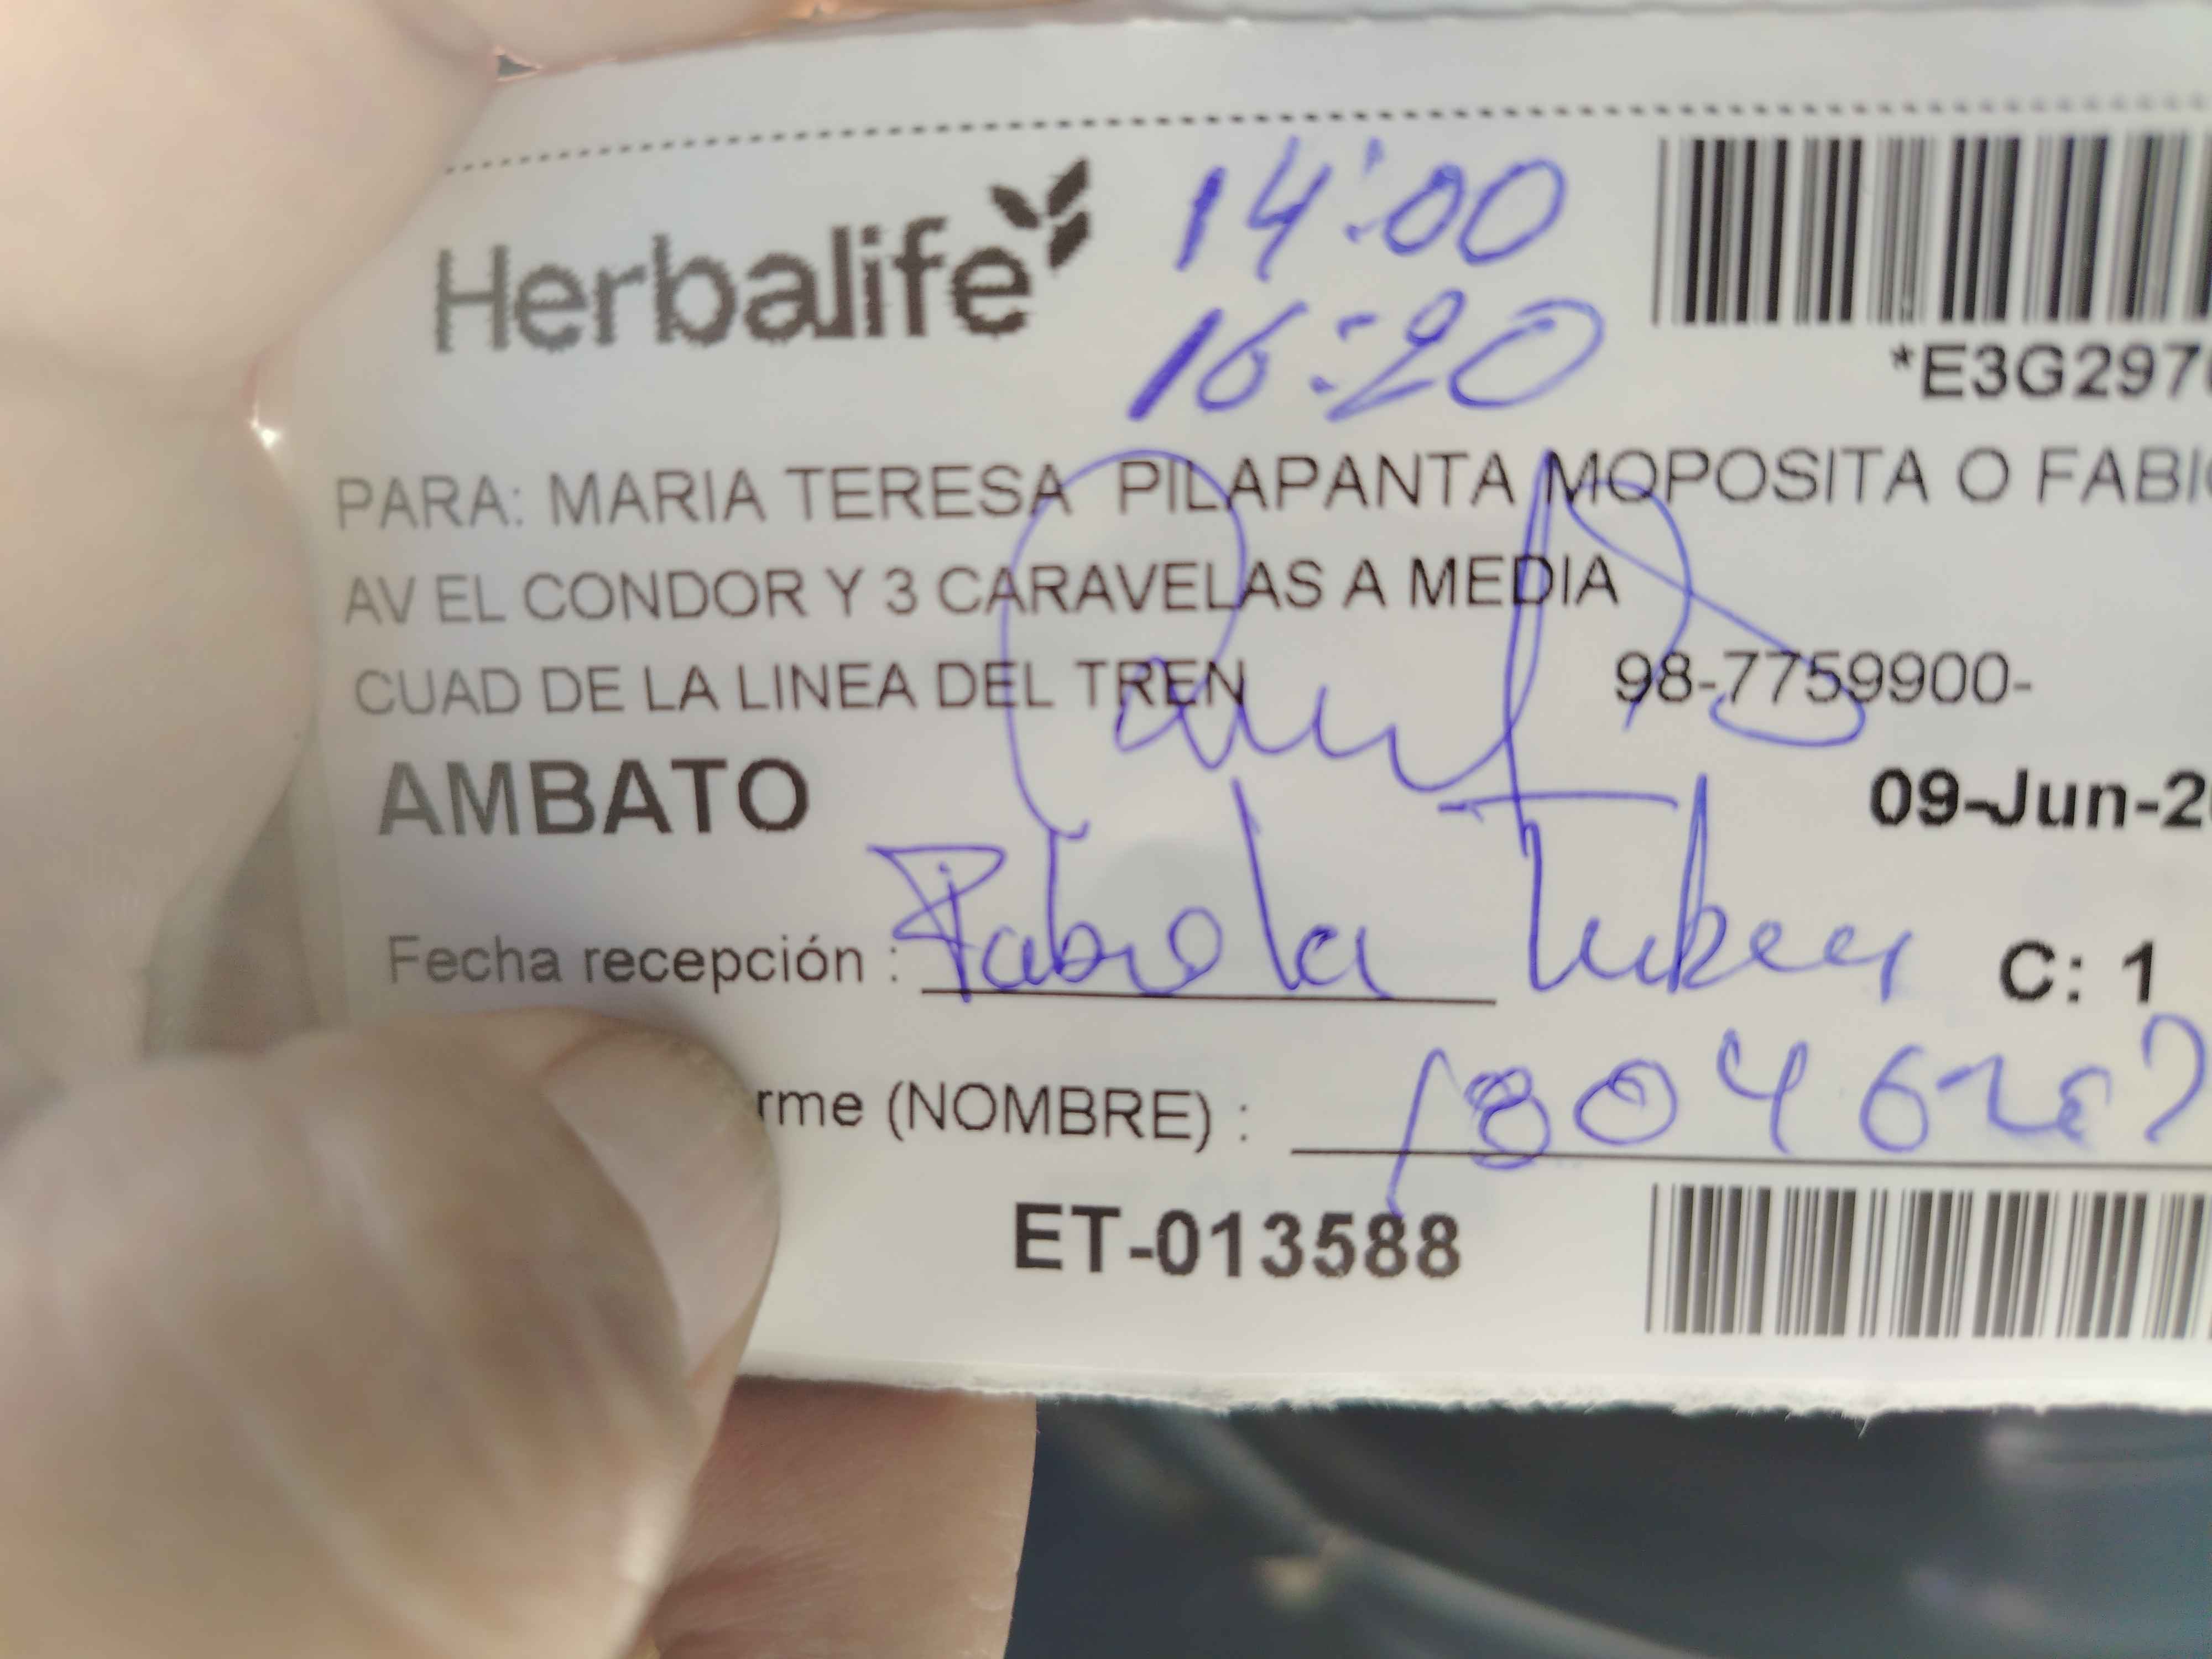 Herbalife
14:00
16:20
*E3G297
PARA: MARIA TERESA PILAPANTA MOPOSITA O FABI
AV EL CONDOR Y 3 CARAVELAS A MEDIA
CUAD DE LA LINEA DEL TREN 98-7759900-
AMBATO
09-Jun-2
Fecha recepción : Fabiola
C: 1
rme (NOMBRE) :
ET-013588